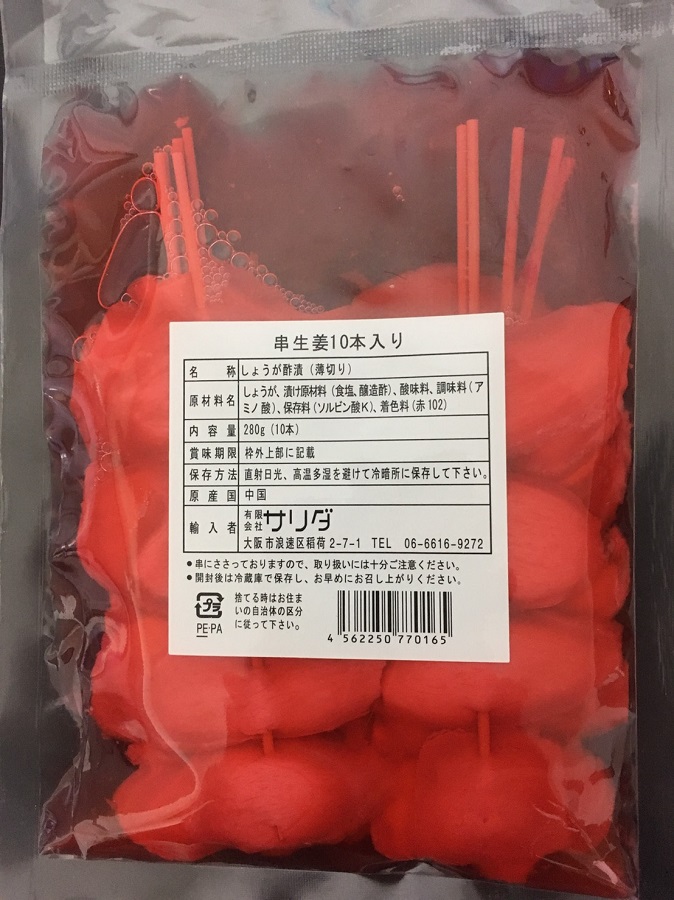 串生姜10本入り
名称 しょうが酢漬（薄切り）
原材料名 しょうが、漬け原材料（食塩、醸造酢）、酸味料、調味料（ア
ミノ酸）、保存料（ソルビン酸K）、着色料（赤102）
内容量 280g（10本）
賞味期限 枠外上部に記載
保存方法 直射日光、高温多湿を避けて冷暗所に保存して下さい。
原産国 中国
輸入者 有限会社サリダ
大阪市浪速区稲荷 2-7-1 TEL 06-6616-9272
●串にささっておりますので、取り扱いには十分ご注意ください。
●開封後は冷蔵庫で保存し、お早めにお召し上がりください。
プラ
PE･PA
捨てる時はお住ま
いの自治体の区分
に従って下さい。
4 562250 770165